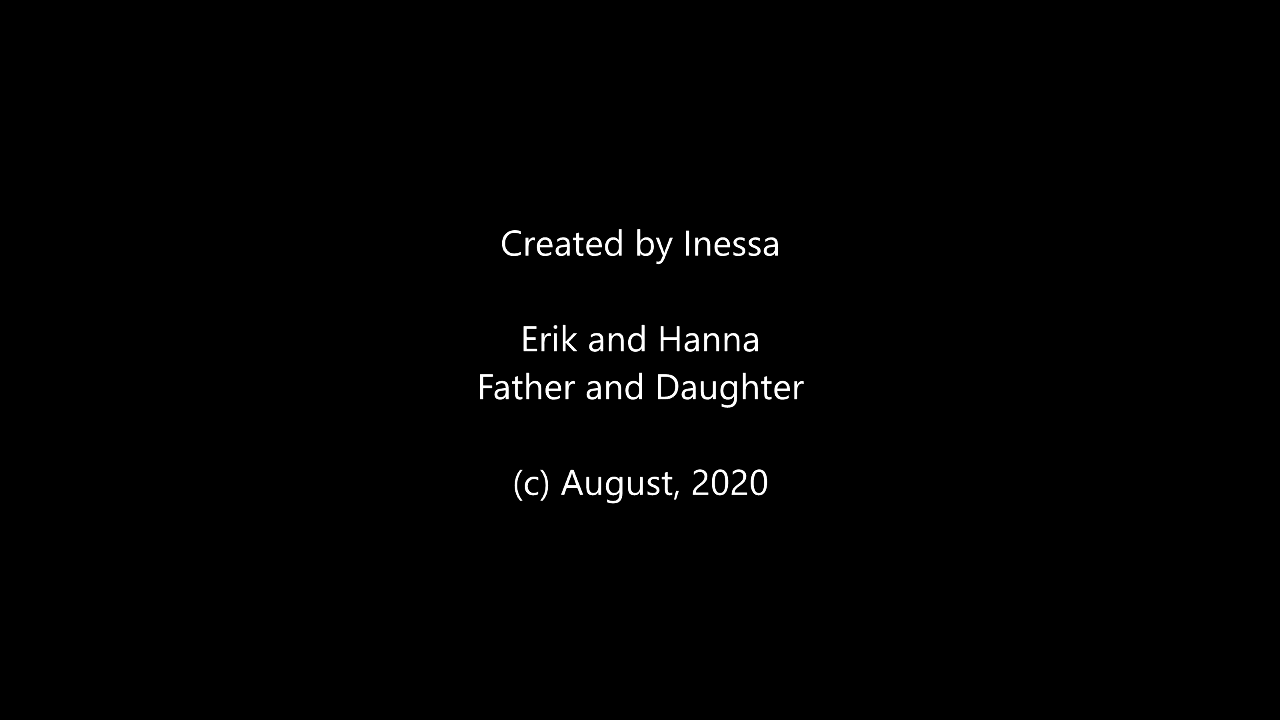 Created by Inessa
Erik and Hanna
Father and Daughter
(c) August, 2020